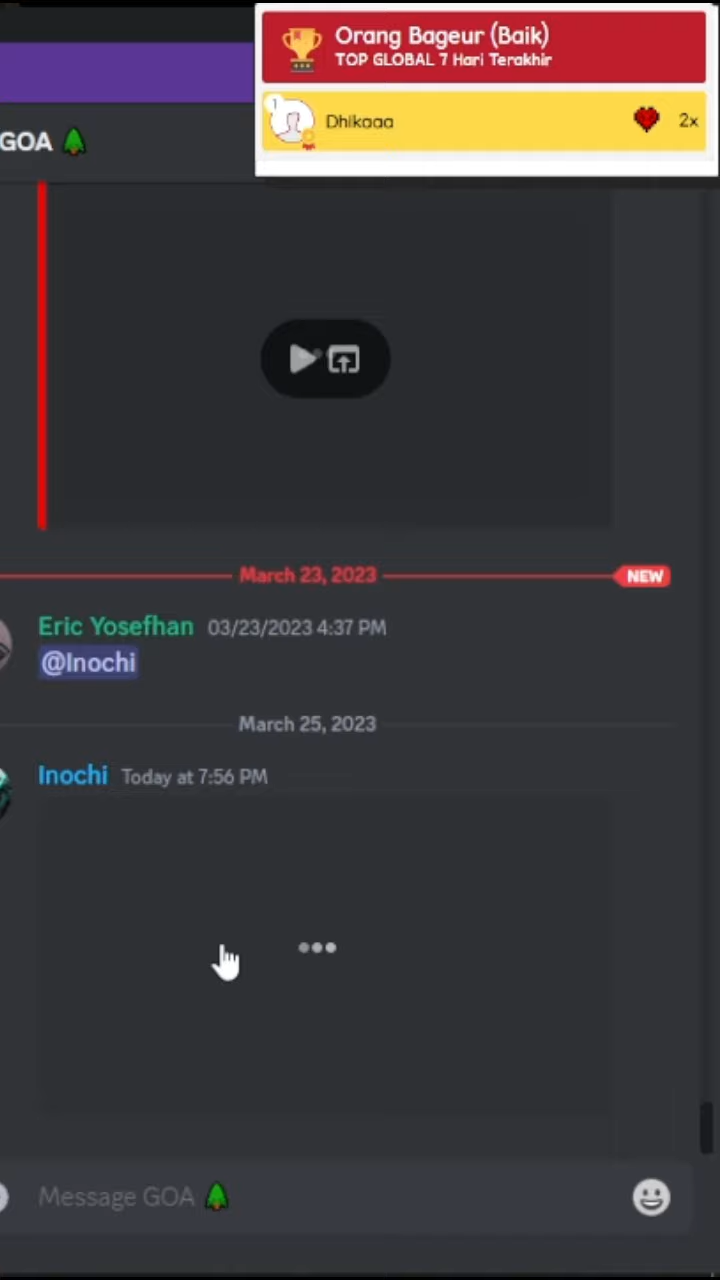 Orang Bageur (Baik)
TOP GLOBAL 7 Hari Terakhir
1
Dhikaaa
2x
GOA 🌲
March 23, 2023
NEW
Eric Yosefhan 03/23/2023 4:37 PM
@Inochi
March 25, 2023
Inochi Today at 7:56 PM
Message GOA 🌲